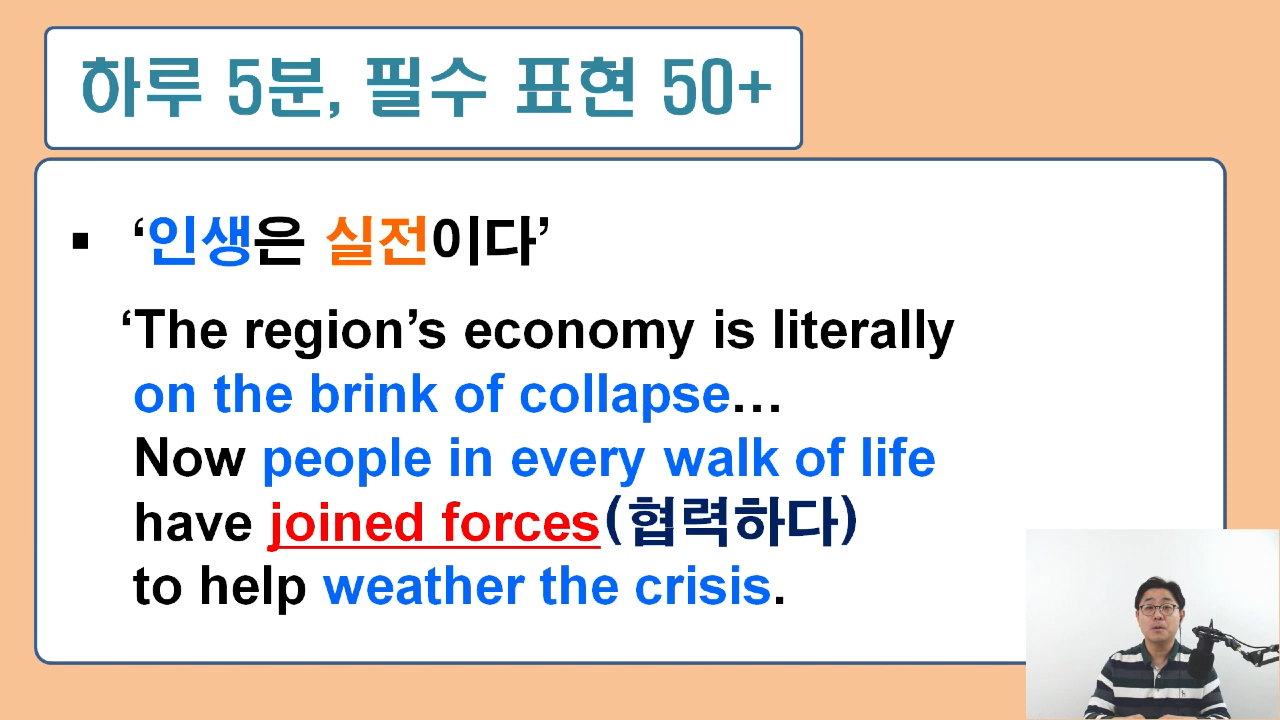 하루 5분, 필수 표현 50+
▪ ‘인생은 실전이다’
‘The region’s economy is literally
on the brink of collapse…
Now people in every walk of life
have joined forces(협력하다)
to help weather the crisis.